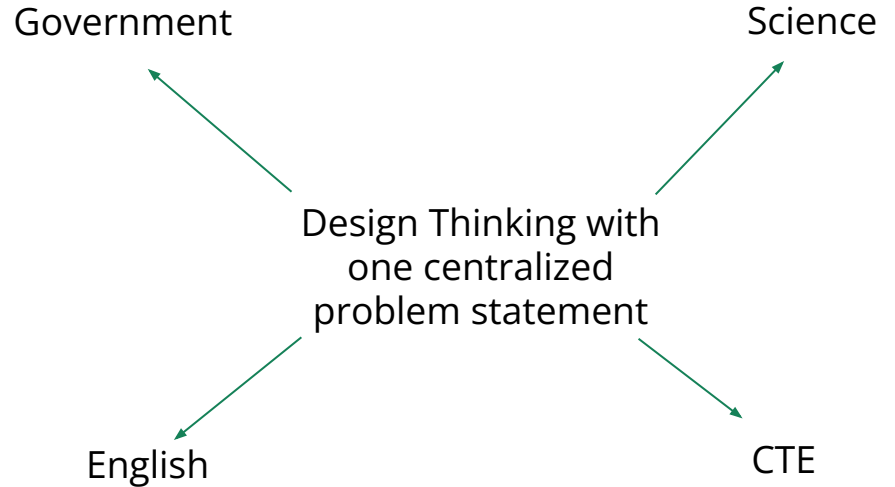 Government
Science
Design Thinking with
one centralized
problem statement
English
CTE